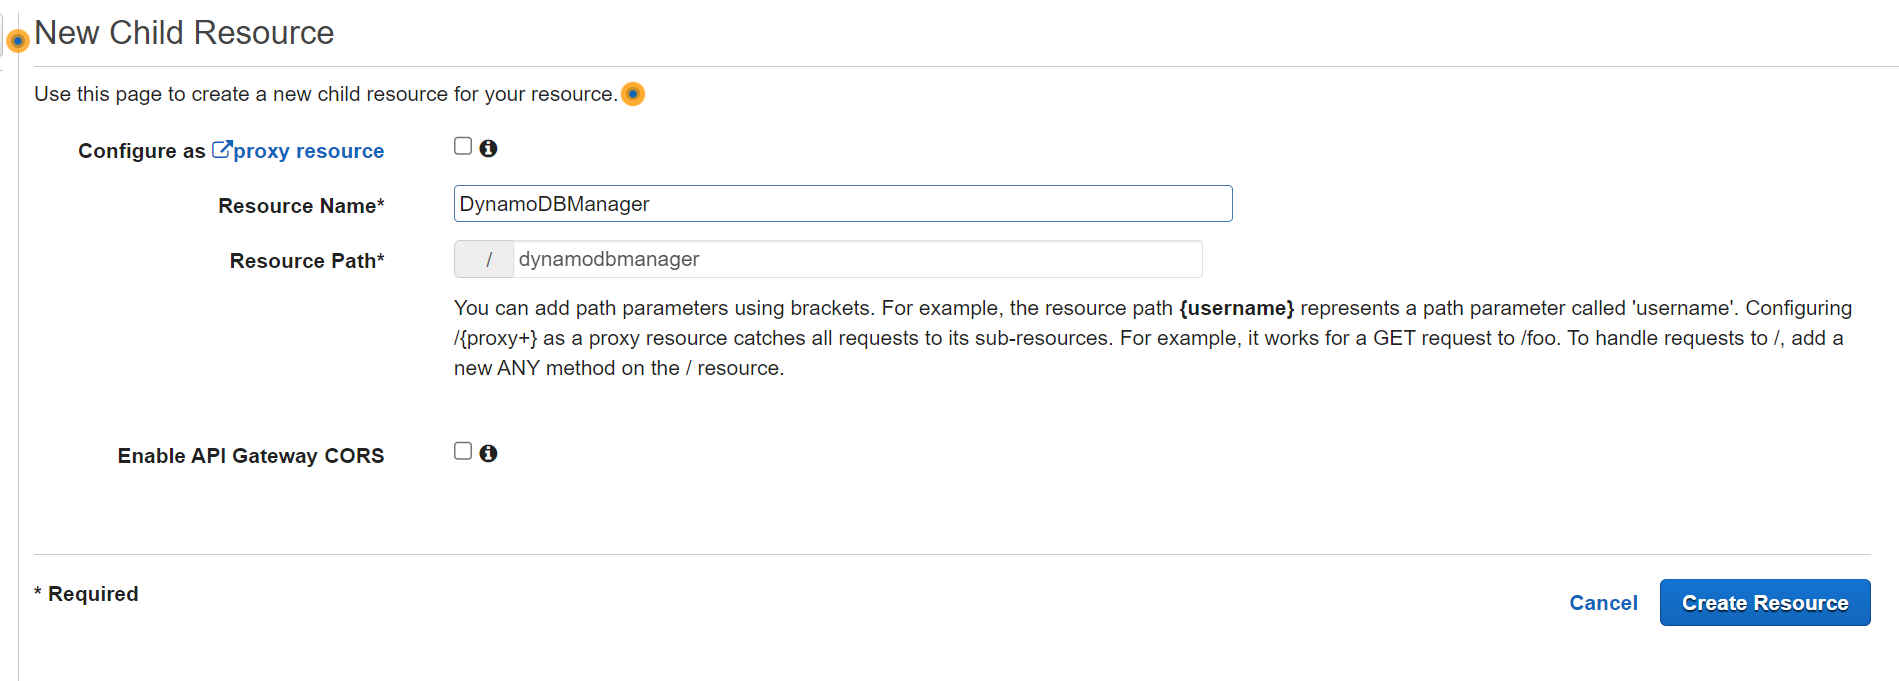 New Child Resource
Use this page to create a new child resource for your resource.
Configure as proxy resource
Resource Name* DynamoDBManager
Resource Path* / dynamodbmanager
You can add path parameters using brackets. For example, the resource path {username} represents a path parameter called 'username'. Configuring
/{proxy+} as a proxy resource catches all requests to its sub-resources. For example, it works for a GET request to /foo. To handle requests to /, add a
new ANY method on the / resource.
Enable API Gateway CORS
* Required
Cancel Create Resource